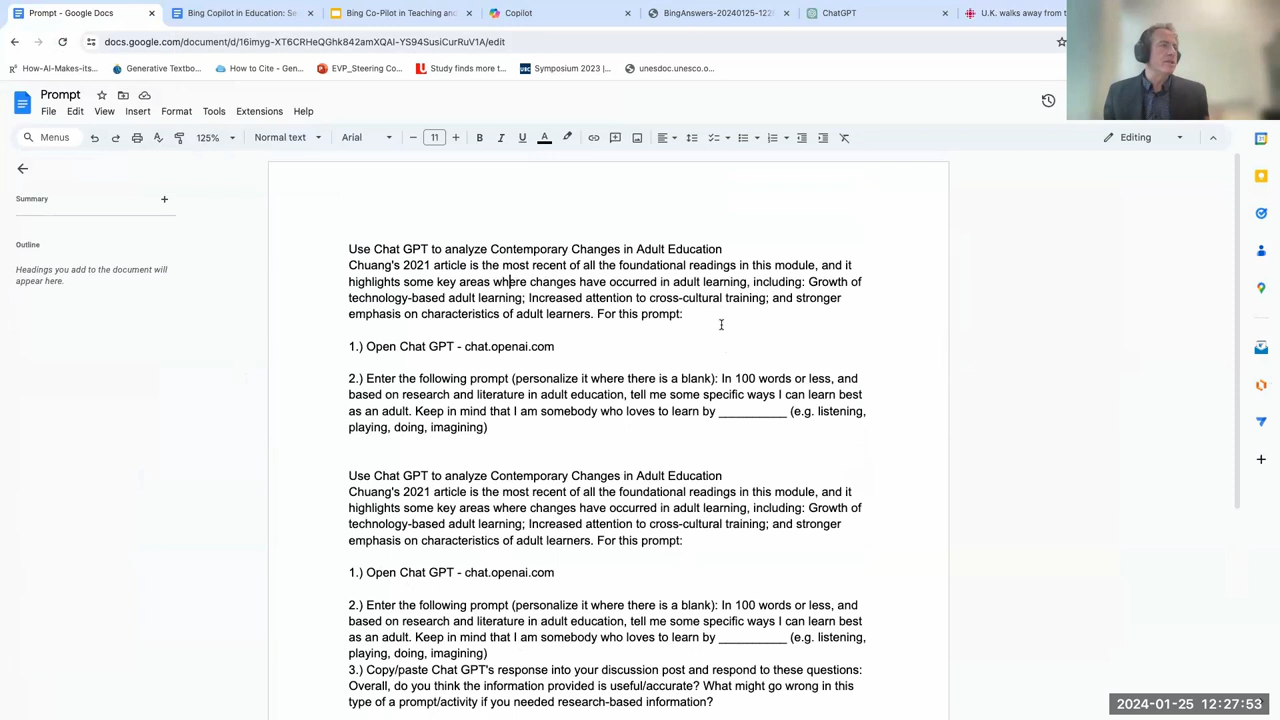 Prompt - Google Docs
Bing Copilot in Education: Se
Bing Co-Pilot in Teaching and
Copilot
BingAnswers-20240125-122
ChatGPT
U.K. walks away from t
docs.google.com/document/d/16imyg-XT6CRHeQGhk842amXQAl-YS94SusiCurRuV1A/edit
How-AI-Makes-its...
Generative Textbo...
How to Cite - Gen...
EVP_Steering Co...
Study finds more t...
Symposium 2023 |...
unesdoc.unesco.o...
Prompt
File Edit View Insert Format Tools Extensions Help
Menus
125%
Normal text
Arial
11
Editing
Summary
Outline
Headings you add to the document will
appear here.
Use Chat GPT to analyze Contemporary Changes in Adult Education
Chuang's 2021 article is the most recent of all the foundational readings in this module, and it
highlights some key areas where changes have occurred in adult learning, including: Growth of
technology-based adult learning; Increased attention to cross-cultural training; and stronger
emphasis on characteristics of adult learners. For this prompt:
1.) Open Chat GPT - chat.openai.com
2.) Enter the following prompt (personalize it where there is a blank): In 100 words or less, and
based on research and literature in adult education, tell me some specific ways I can learn best
as an adult. Keep in mind that I am somebody who loves to learn by __________ (e.g. listening,
playing, doing, imagining)
Use Chat GPT to analyze Contemporary Changes in Adult Education
Chuang's 2021 article is the most recent of all the foundational readings in this module, and it
highlights some key areas where changes have occurred in adult learning, including: Growth of
technology-based adult learning; Increased attention to cross-cultural training; and stronger
emphasis on characteristics of adult learners. For this prompt:
1.) Open Chat GPT - chat.openai.com
2.) Enter the following prompt (personalize it where there is a blank): In 100 words or less, and
based on research and literature in adult education, tell me some specific ways I can learn best
as an adult. Keep in mind that I am somebody who loves to learn by __________ (e.g. listening,
playing, doing, imagining)
3.) Copy/paste Chat GPT's response into your discussion post and respond to these questions:
Overall, do you think the information provided is useful/accurate? What might go wrong in this
type of a prompt/activity if you needed research-based information?
2024-01-25 12:27:53